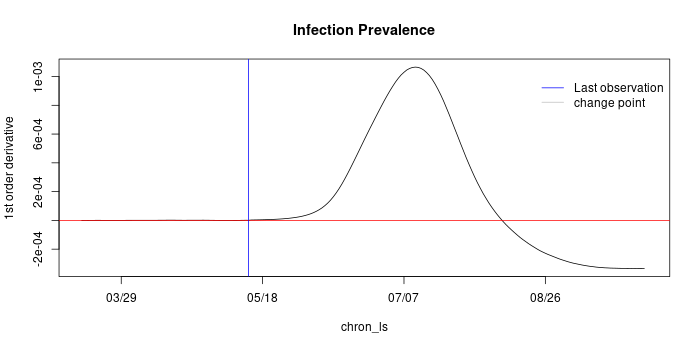 Infection Prevalence
1st order derivative
1e-03
6e-04
2e-04
-2e-04
Last observation
change point
03/29
05/18
07/07
08/26
chron_ls